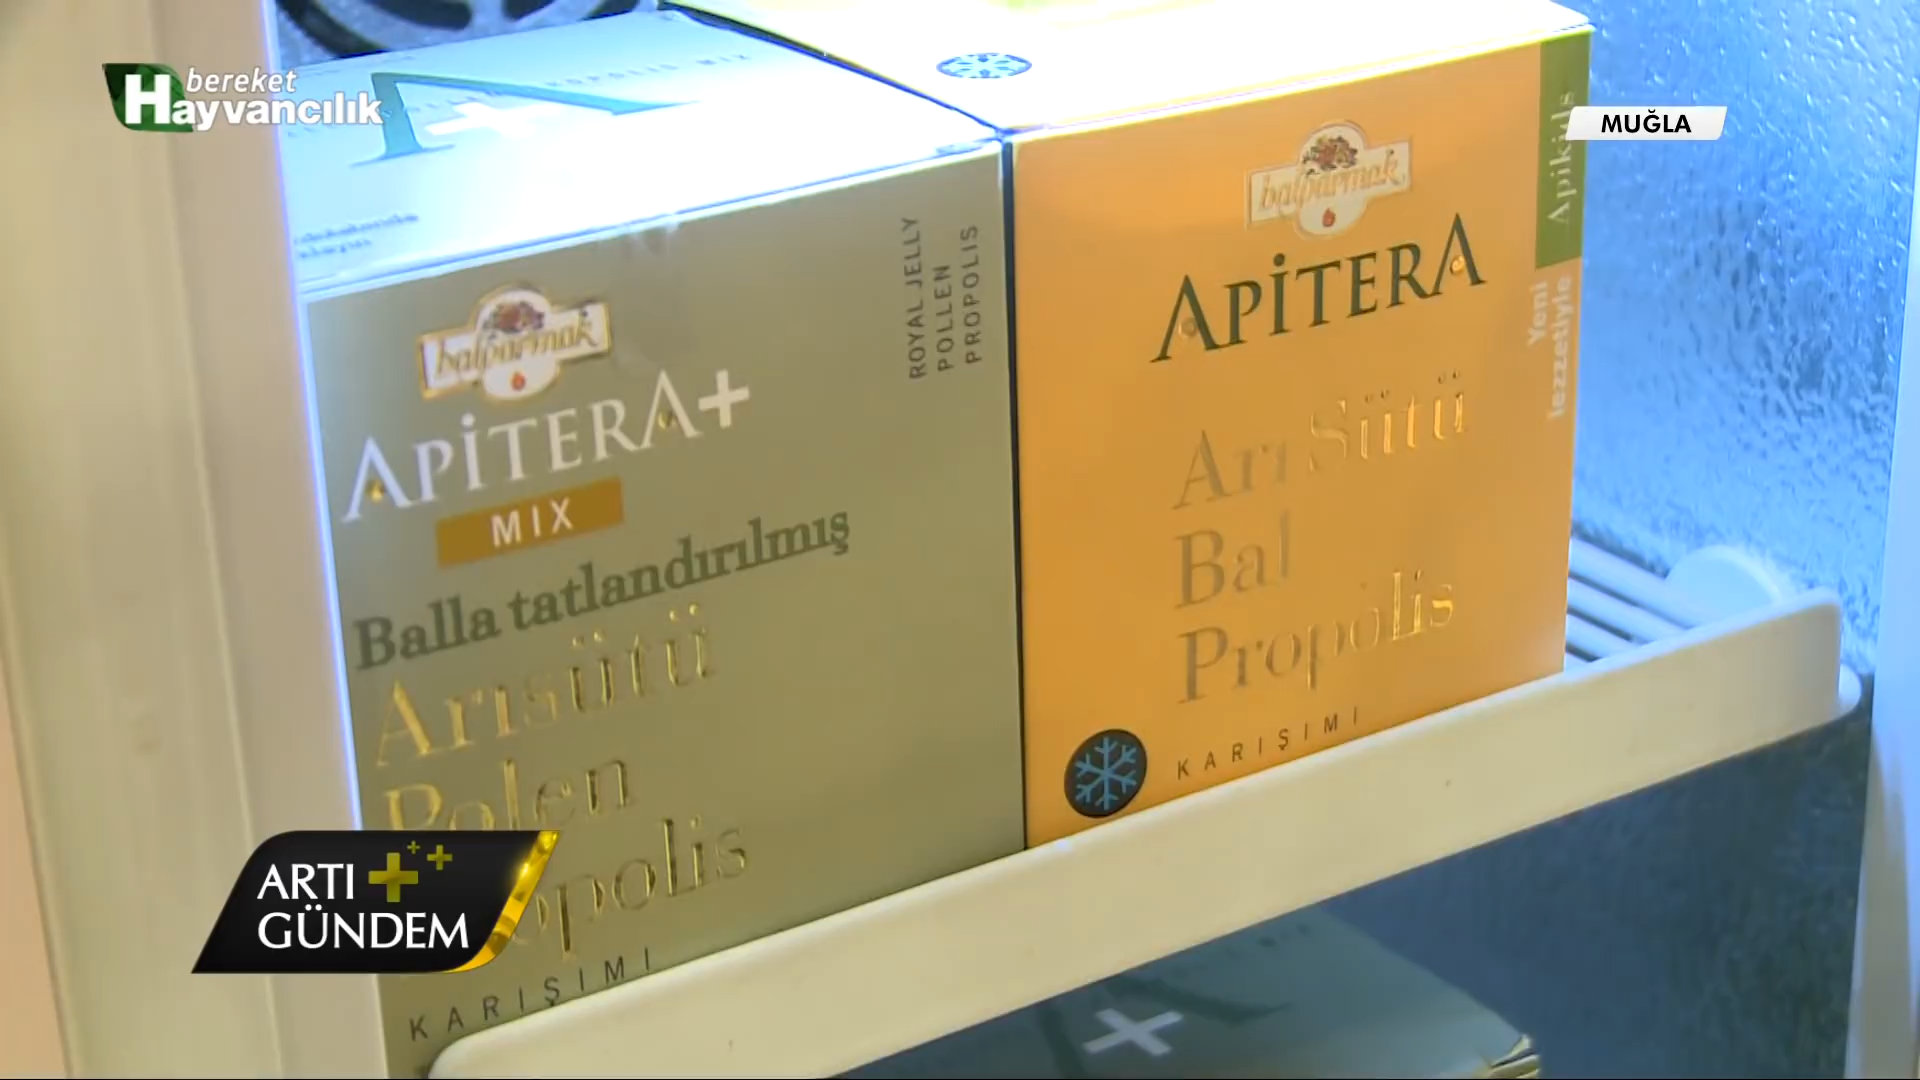 bereket
Hayvancılık
MUĞLA
balparmak
APİTERA+
MIX
Balla tatlandırılmış
Arısütü
Polen
Propolis
KARIŞIMI
ROYAL JELLY
POLLEN
PROPOLIS
balparmak
APİTERA
Arı Sütü
Bal
Propolis
KARIŞIMI
Yeni
lezzetiyle
ARTI
GÜNDEM